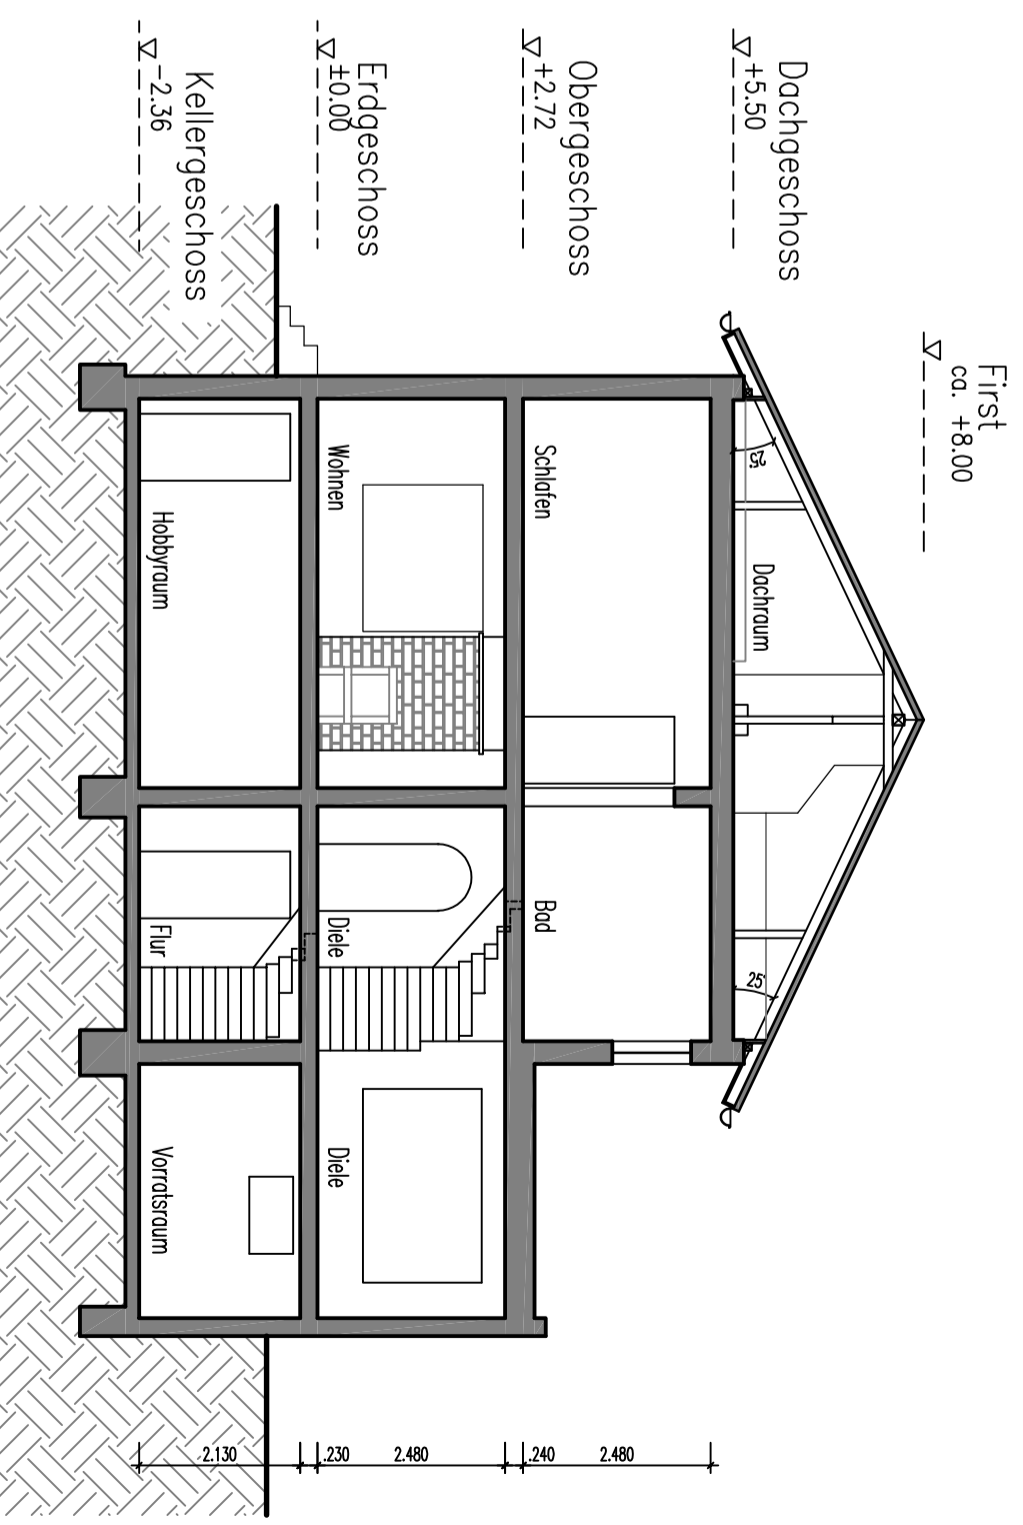 First
ca. +8.00
Dachgeschoss
+5.50
Obergeschoss
+2.72
Erdgeschoss
±0.00
Kellergeschoss
-2.36
25°
Dachraum
25°
Schlafen
Bad
Wohnen
Diele
Diele
Hobbyraum
Flur
Vorratsraum
2.480
.240
2.480
.230
2.130